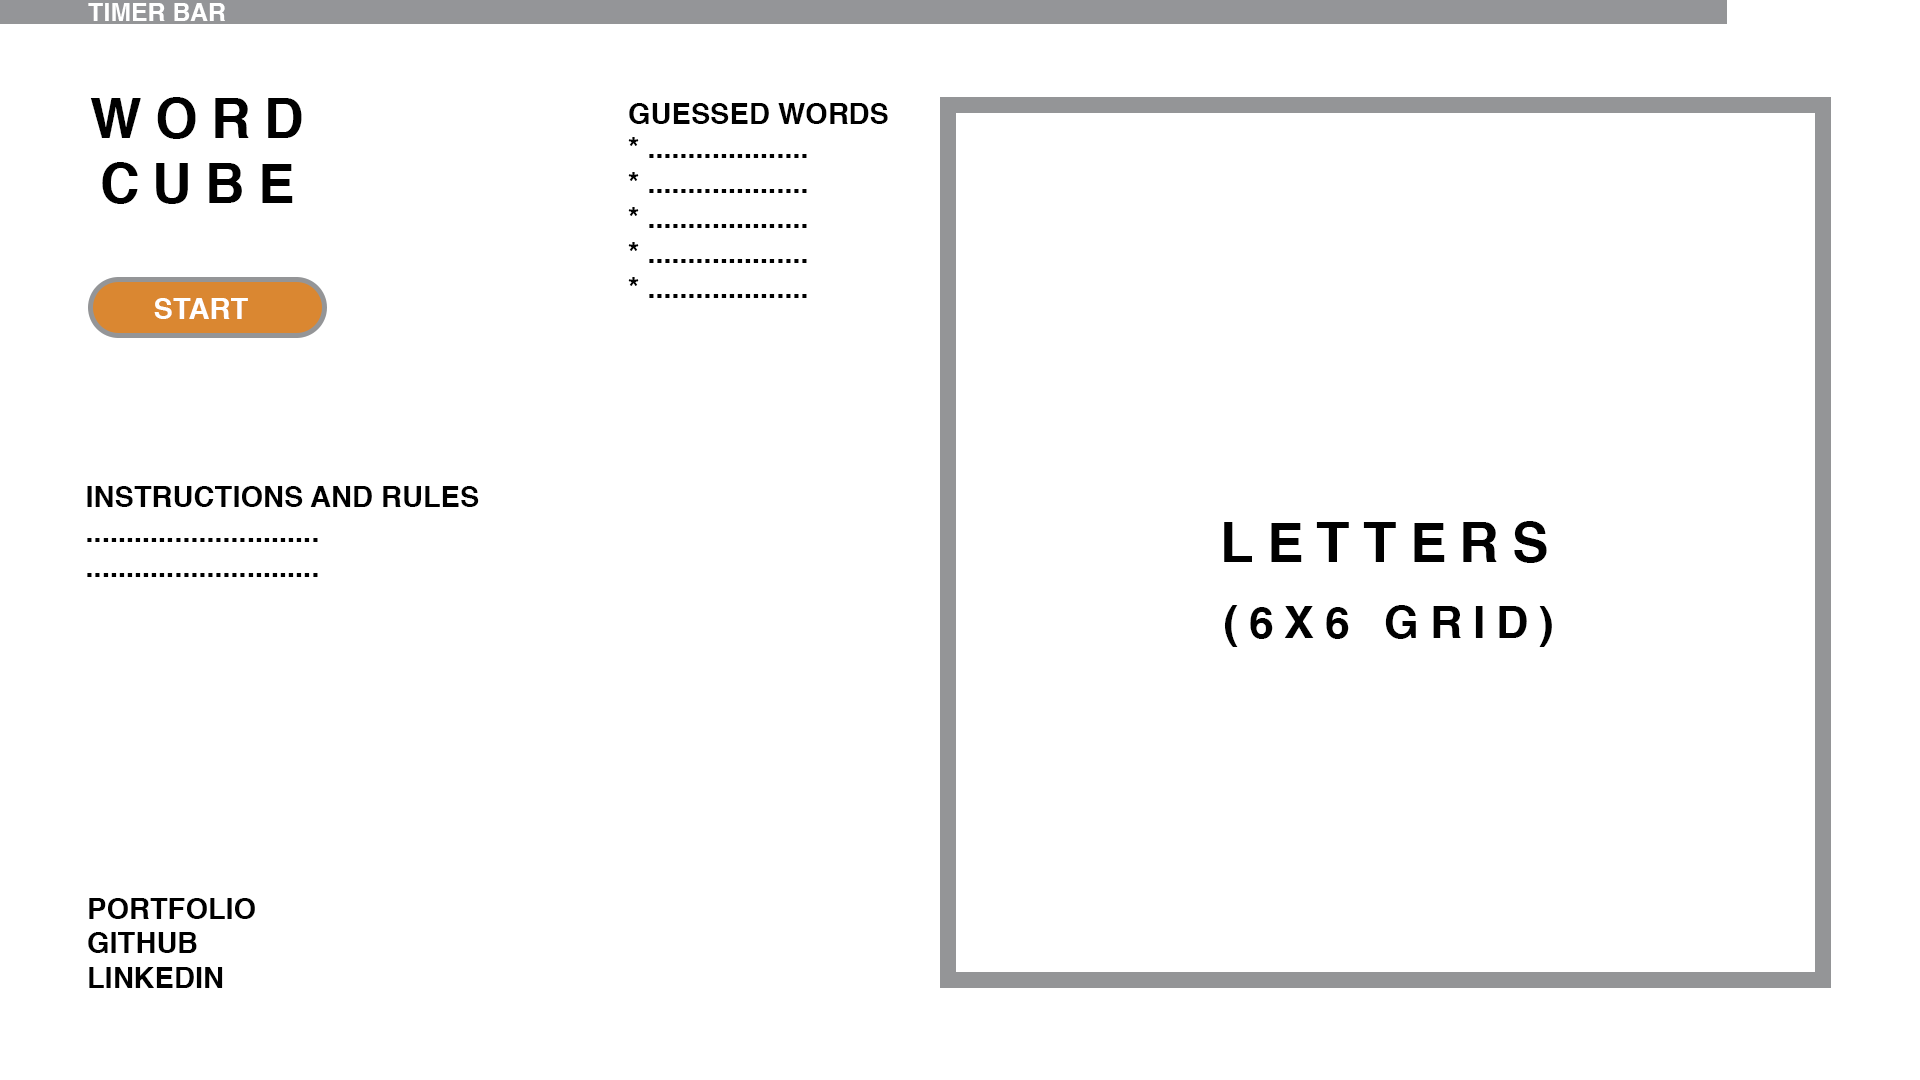 TIMER BAR
WORD
CUBE
START
INSTRUCTIONS AND RULES
.............................
.............................
PORTFOLIO
GITHUB
LINKEDIN
GUESSED WORDS
* ....................
* ....................
* ....................
* ....................
* ....................
LETTERS
(6X6 GRID)